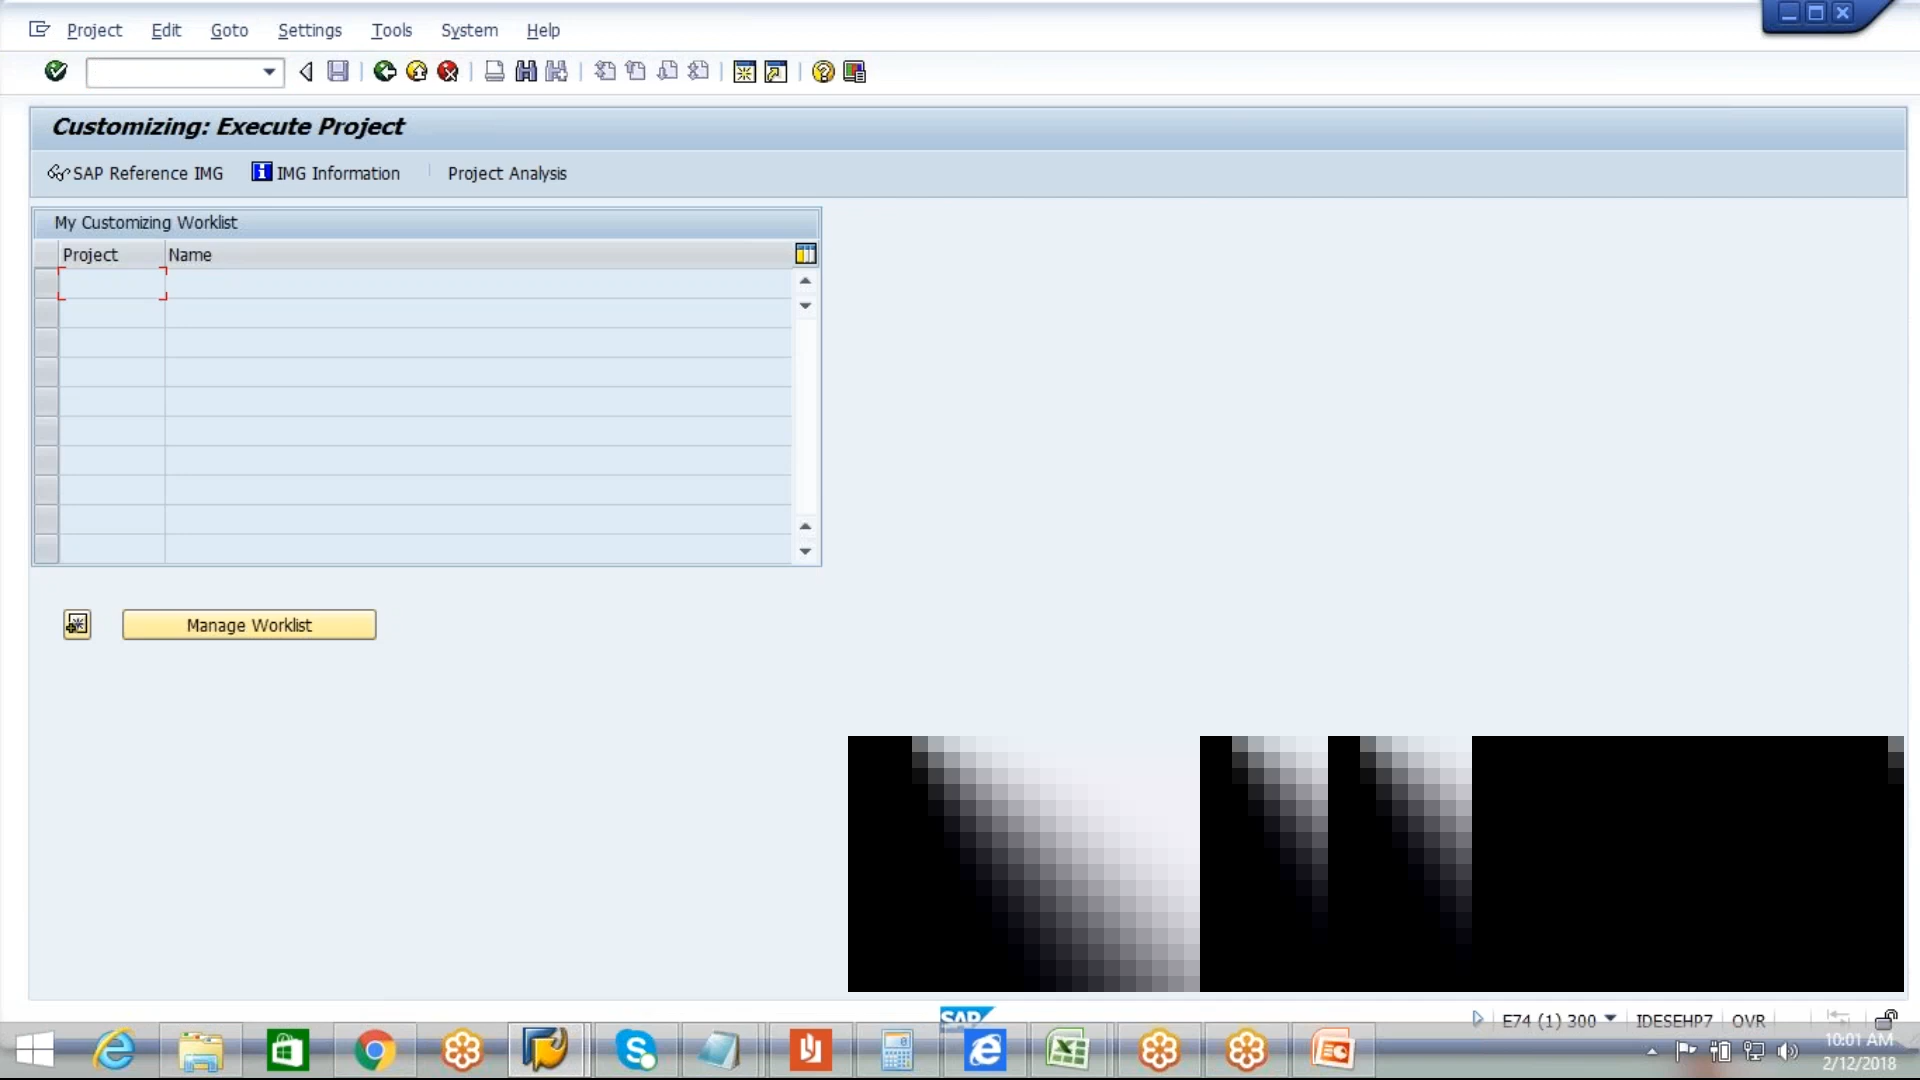 Project Edit Goto Settings Tools System Help
Customizing: Execute Project
SAP Reference IMG IMG Information Project Analysis
My Customizing Worklist
Project Name
Manage Worklist
SAP
E74 (1) 300 IDESEHP7 OVR
10:01 AM
2/12/2018